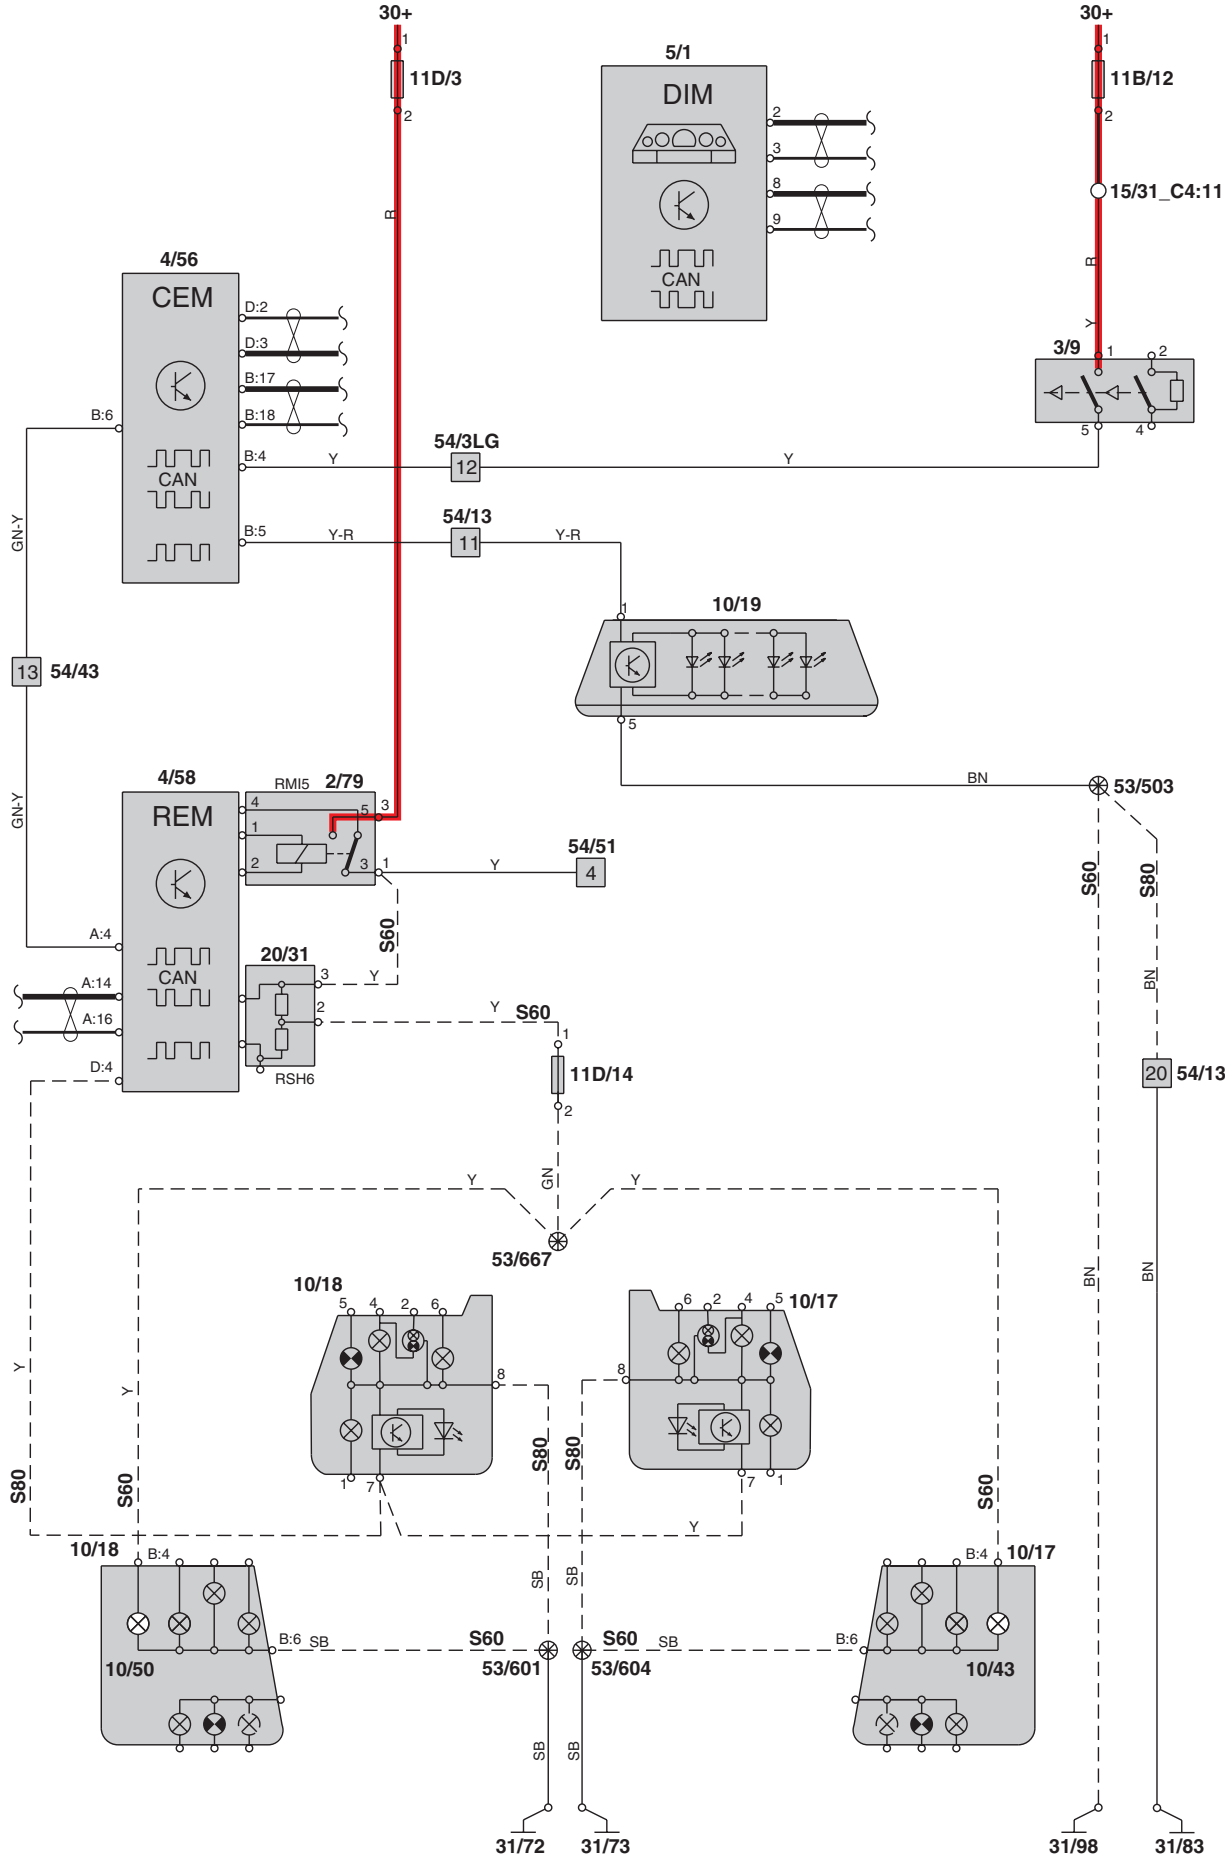 30+
30+
1
11D/3
2
R
5/1
DIM
2
3
8
9
CAN
1
11B/12
2
15/31_C4:11
R
Y
3/9
1
2
5
4
4/56
CEM
D:2
D:3
B:17
B:18
B:6
B:4
CAN
B:5
Y
54/3LG
12
Y
Y-R
54/13
11
Y-R
GN-Y
13
54/43
GN-Y
10/19
1
5
BN
53/503
4/58
REM
RMI5
2/79
4
5
3
1
2
3
1
Y
54/51
4
S60
S60
S80
A:4
CAN
A:14
A:16
D:4
20/31
3
Y
2
Y
S60
RSH6
1
11D/14
2
GN
BN
20
54/13
Y
Y
53/667
10/18
5
4
2
6
8
1
7
10/17
6
2
4
5
8
7
1
BN
BN
Y
Y
S80
S60
S80
S80
S60
Y
10/18
B:4
B:6
SB
S60
10/50
SB
SB
53/601
53/604
S60
SB
B:6
B:4
10/17
10/43
SB
SB
31/72
31/73
31/98
31/83